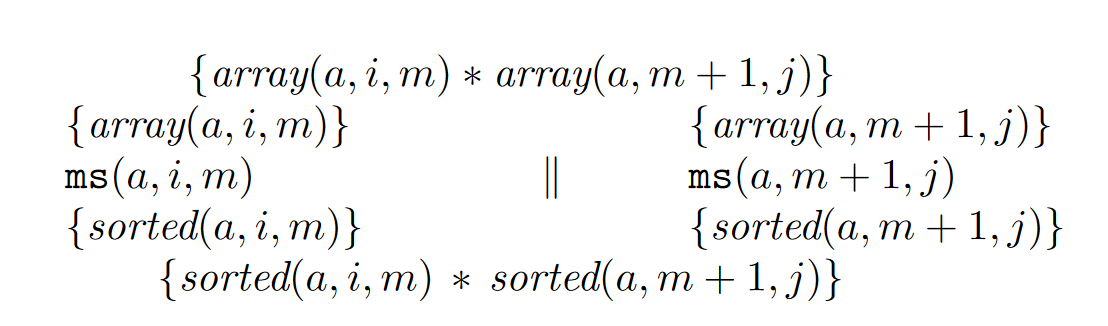 {array(a, i, m) ∗ array(a, m + 1, j)}
{array(a, i, m)} {array(a, m + 1, j)}
ms(a, i, m) ∥ ms(a, m + 1, j)
{sorted(a, i, m)} {sorted(a, m + 1, j)}
{sorted(a, i, m) ∗ sorted(a, m + 1, j)}